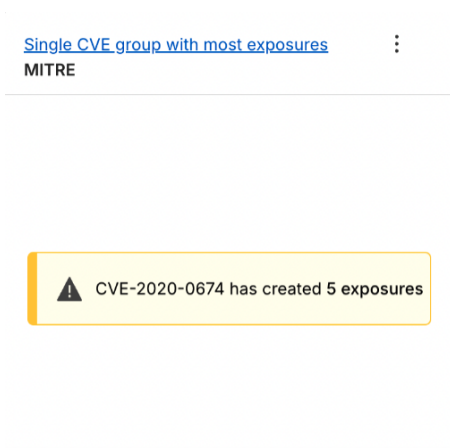 Single CVE group with most exposures
MITRE
CVE-2020-0674 has created 5 exposures